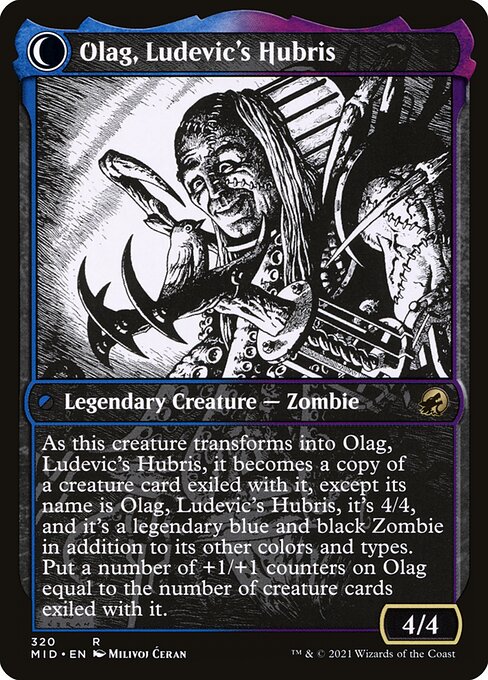 Olag, Ludevic's Hubris
Legendary Creature — Zombie
As this creature transforms into Olag,
Ludevic's Hubris, it becomes a copy of
a creature card exiled with it, except its
name is Olag, Ludevic's Hubris, it's 4/4,
and it's a legendary blue and black Zombie
in addition to its other colors and types.
Put a number of +1/+1 counters on Olag
equal to the number of creature cards
exiled with it.
4/4
ĆERAN
320 R
MID • EN Milivoj Ćeran
™ & © 2021 Wizards of the Coast